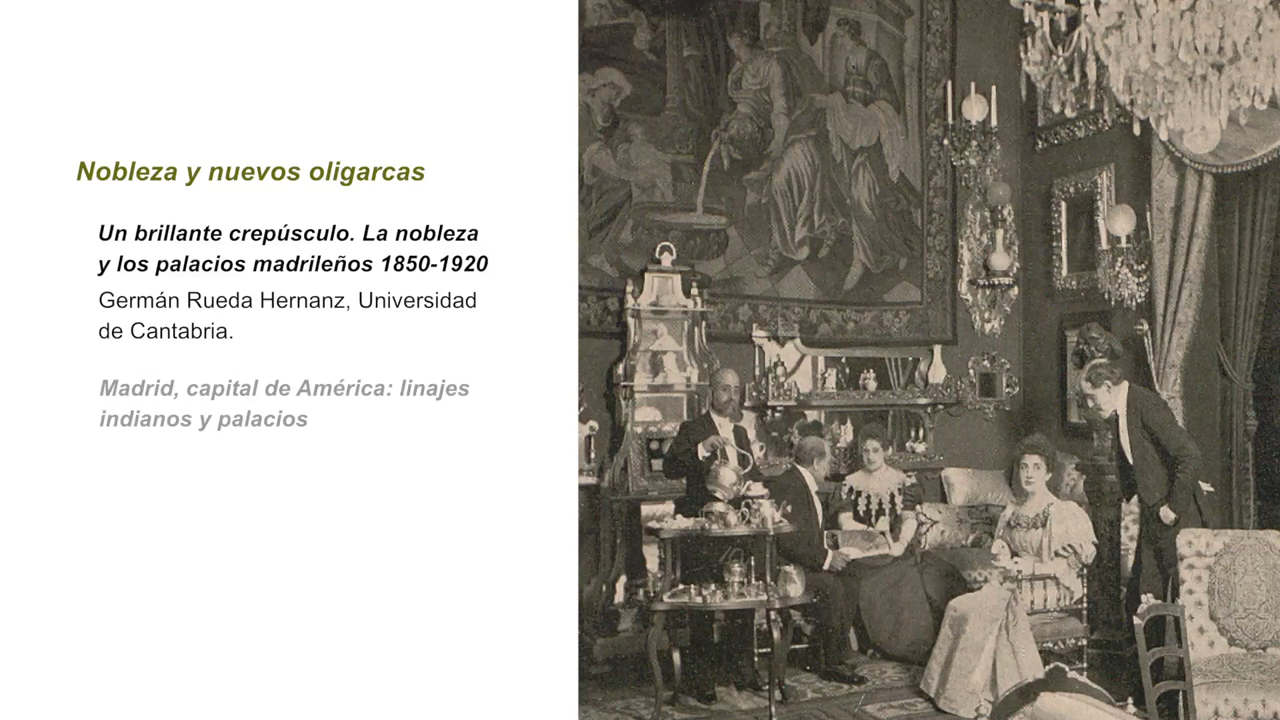 Nobleza y nuevos oligarcas
Un brillante crepúsculo. La nobleza
y los palacios madrileños 1850-1920
Germán Rueda Hernanz, Universidad
de Cantabria.
Madrid, capital de América: linajes
indianos y palacios